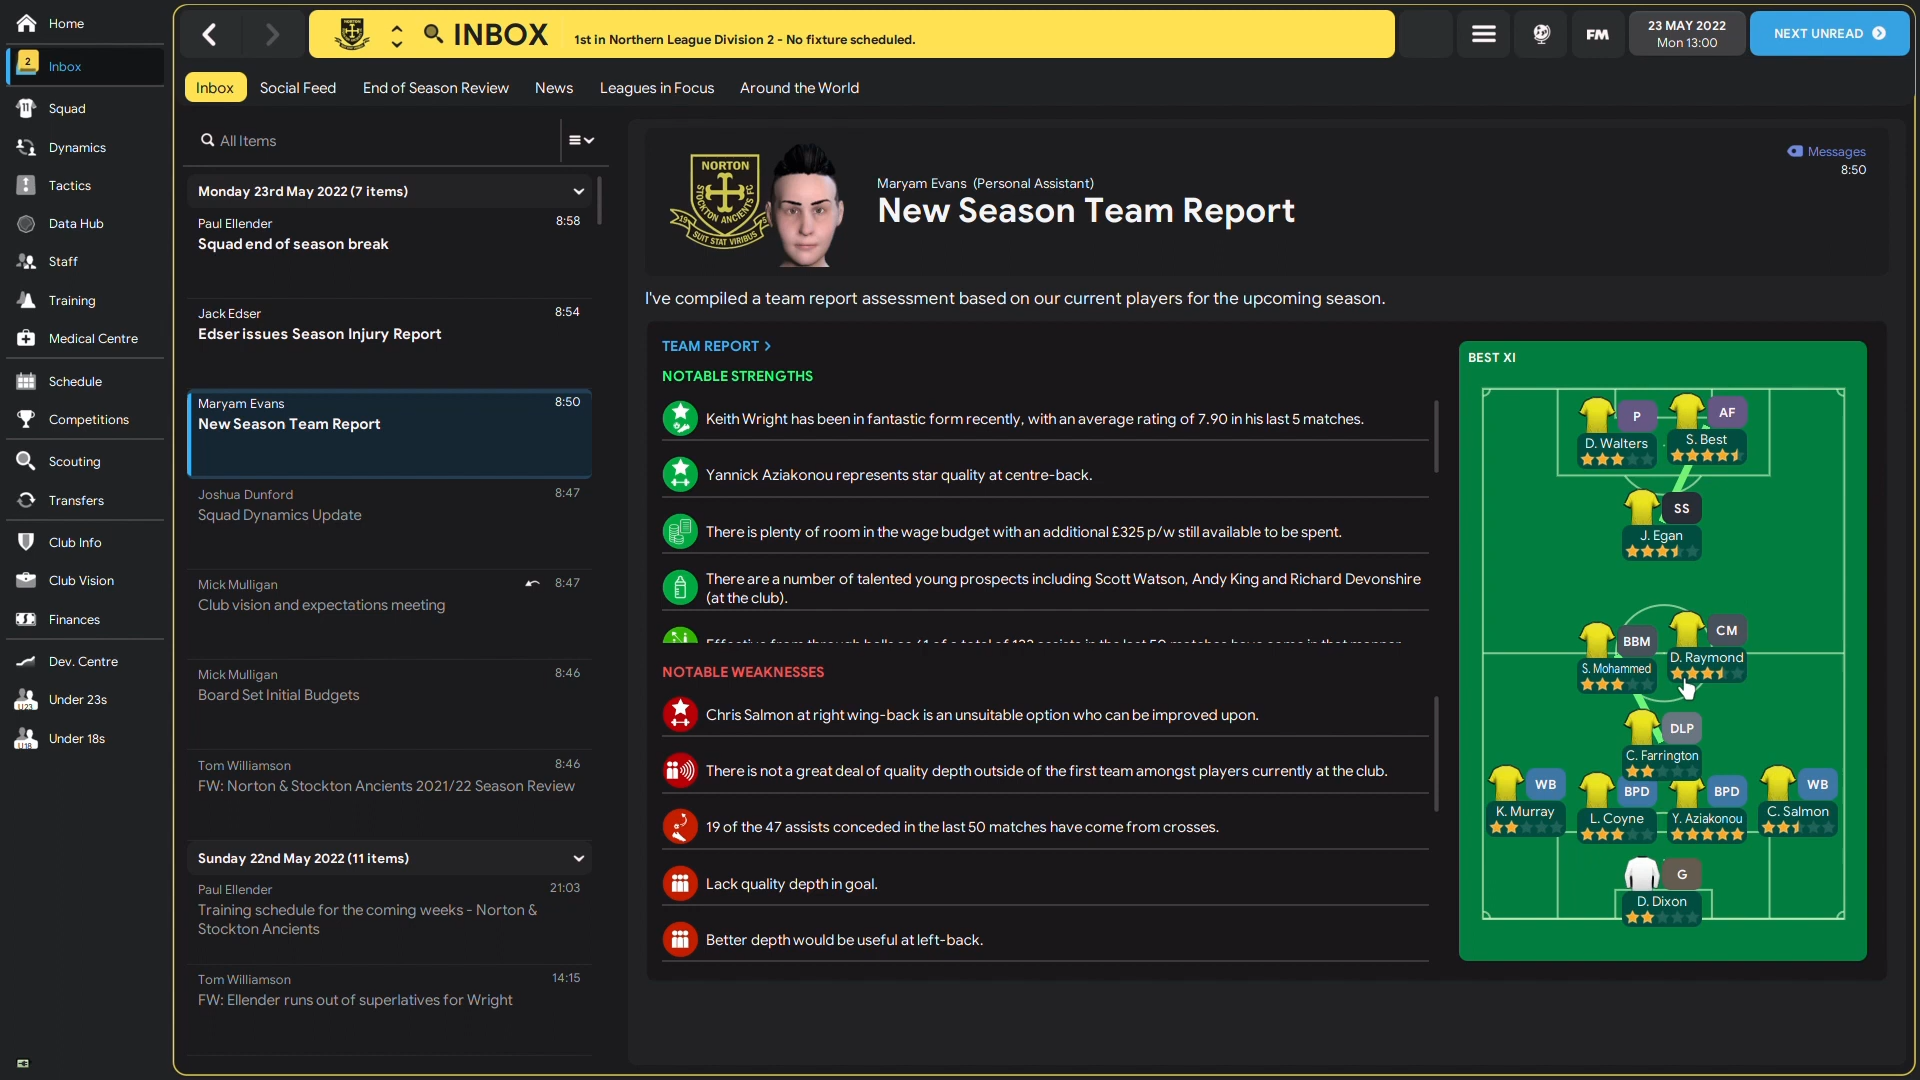 Home
2
Inbox
Squad
Dynamics
Tactics
Data Hub
Staff
Training
Medical Centre
Schedule
Competitions
Scouting
Transfers
Club Info
Club Vision
Finances
Dev. Centre
U23
Under 23s
U18
Under 18s
NORTON
INBOX
1st in Northern League Division 2 - No fixture scheduled.
FM
23 MAY 2022
Mon 13:00
NEXT UNREAD
Inbox
Social Feed
End of Season Review
News
Leagues in Focus
Around the World
All Items
Monday 23rd May 2022 (7 items)
Paul Ellender
8:58
Squad end of season break
Jack Edser
8:54
Edser issues Season Injury Report
Maryam Evans
8:50
New Season Team Report
Joshua Dunford
8:47
Squad Dynamics Update
Mick Mulligan
8:47
Club vision and expectations meeting
Mick Mulligan
8:46
Board Set Initial Budgets
Tom Williamson
8:46
FW: Norton & Stockton Ancients 2021/22 Season Review
Sunday 22nd May 2022 (11 items)
Paul Ellender
21:03
Training schedule for the coming weeks - Norton &
Stockton Ancients
Tom Williamson
14:15
FW: Ellender runs out of superlatives for Wright
NORTON
STOCKTON ANCIENTS FC
SUIT STAT VIRIBUS
Maryam Evans (Personal Assistant)
New Season Team Report
Messages
8:50
I've compiled a team report assessment based on our current players for the upcoming season.
TEAM REPORT >
NOTABLE STRENGTHS
Keith Wright has been in fantastic form recently, with an average rating of 7.90 in his last 5 matches.
Yannick Aziakonou represents star quality at centre-back.
There is plenty of room in the wage budget with an additional £325 p/w still available to be spent.
There are a number of talented young prospects including Scott Watson, Andy King and Richard Devonshire
(at the club).
NOTABLE WEAKNESSES
Chris Salmon at right wing-back is an unsuitable option who can be improved upon.
There is not a great deal of quality depth outside of the first team amongst players currently at the club.
19 of the 47 assists conceded in the last 50 matches have come from crosses.
Lack quality depth in goal.
Better depth would be useful at left-back.
BEST XI
P
D. Walters
AF
S. Best
SS
J. Egan
BBM
S. Mohammed
CM
D. Raymond
DLP
C. Farrington
WB
K. Murray
BPD
L. Coyne
BPD
Y. Aziakonou
WB
C. Salmon
G
D. Dixon